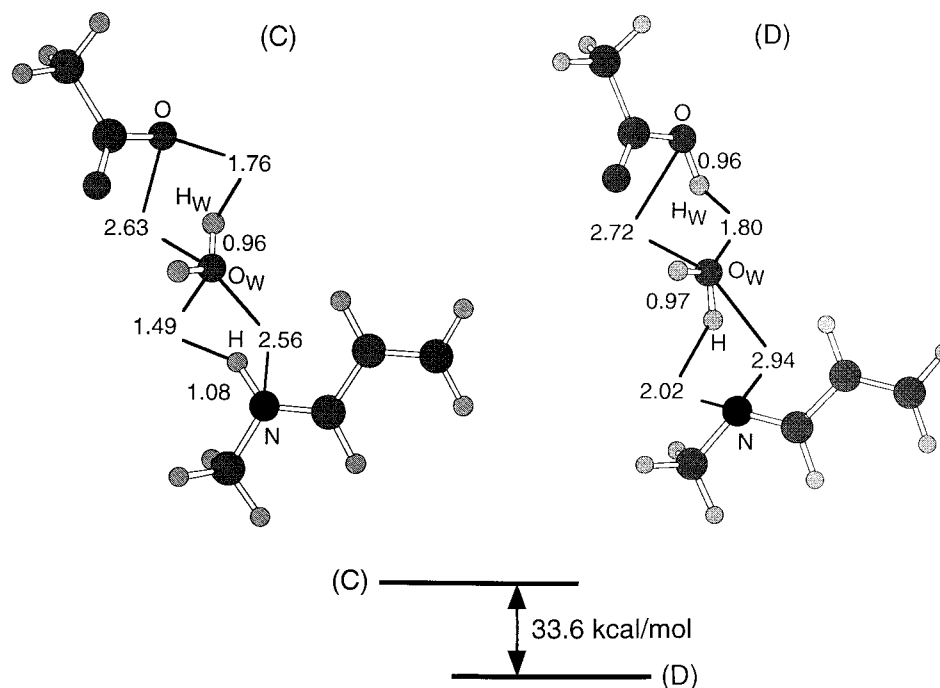 (C)
(D)
O
1.76
H_W
2.63
0.96
O_W
1.49
H
2.56
1.08
N
O
0.96
H_W
2.72
1.80
O_W
0.97
H
2.94
2.02
N
(C)
33.6 kcal/mol
(D)